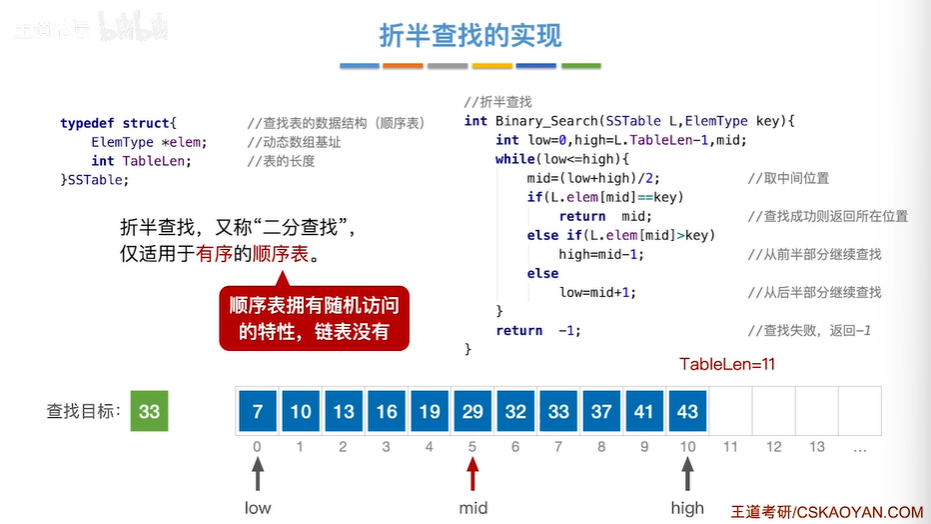 王道考研 bilibili
折半查找的实现
typedef struct{ //查找表的数据结构（顺序表）
ElemType *elem; //动态数组基址
int TableLen; //表的长度
}SSTable;
折半查找，又称“二分查找”，
仅适用于有序的顺序表。
顺序表拥有随机访问
的特性，链表没有
//折半查找
int Binary_Search(SSTable L,ElemType key){
int low=0,high=L.TableLen-1,mid;
while(low<=high){
mid=(low+high)/2; //取中间位置
if(L.elem[mid]==key)
return mid; //查找成功则返回所在位置
else if(L.elem[mid]>key)
high=mid-1; //从前半部分继续查找
else
low=mid+1; //从后半部分继续查找
}
return -1; //查找失败，返回-1
}
TableLen=11
查找目标： 33
7 10 13 16 19 29 32 33 37 41 43
0 1 2 3 4 5 6 7 8 9 10 11 12 13 ...
low mid high
王道考研/CSKAOYAN.COM